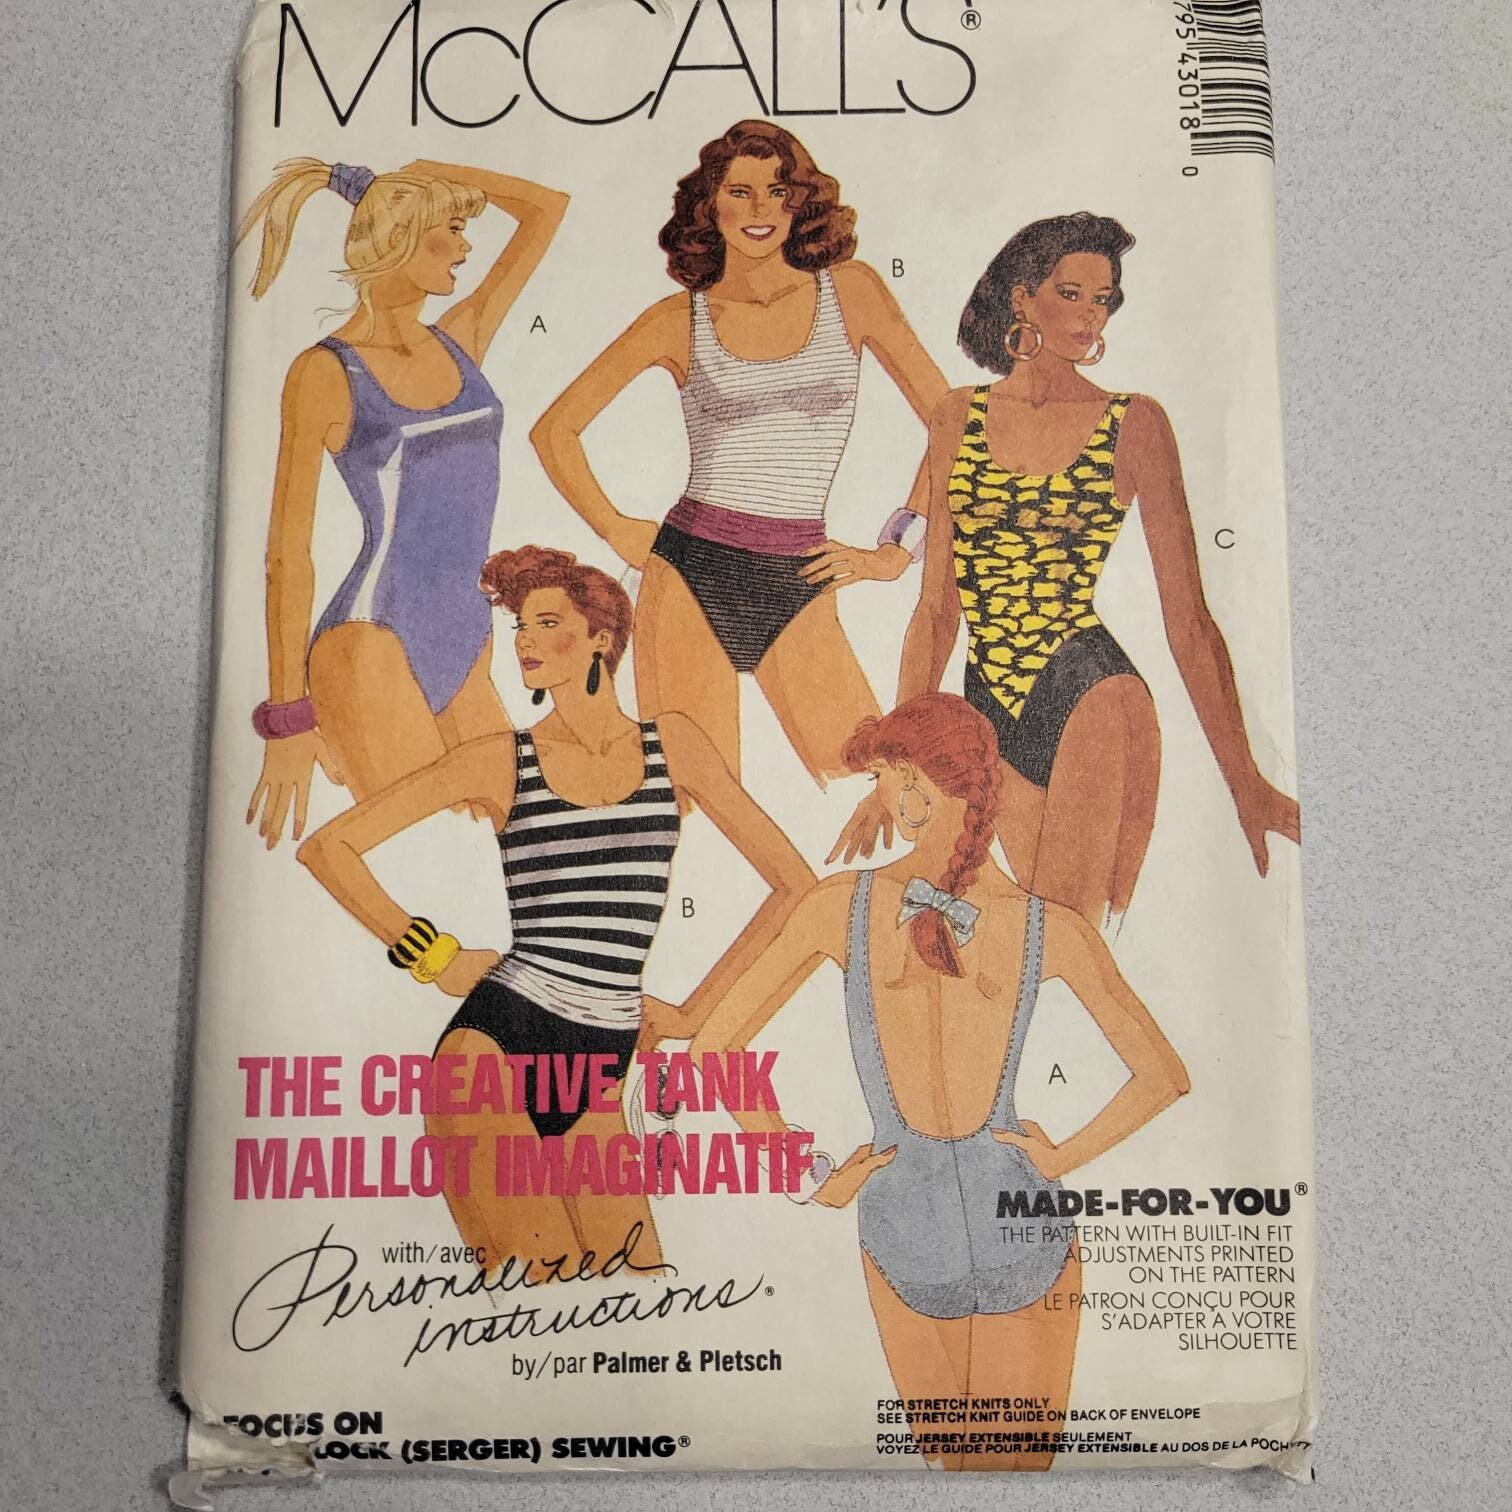 McCALL'S®
795 43018 0
A
B
C
B
A
THE CREATIVE TANK
MAILLOT IMAGINATIF
with/avec
Personalized
instructions®
by/par Palmer & Pletsch
MADE-FOR-YOU®
THE PATTERN WITH BUILT-IN FIT
ADJUSTMENTS PRINTED
ON THE PATTERN
LE PATRON CONÇU POUR
S'ADAPTER A VOTRE
SILHOUETTE
FOCUS ON
LOCK (SERGER) SEWING®
FOR STRETCH KNITS ONLY
SEE STRETCH KNIT GUIDE ON BACK OF ENVELOPE
POUR JERSEY EXTENSIBLE SEULEMENT
VOYEZ LE GUIDE POUR JERSEY EXTENSIBLE AU DOS DE LA POCHETTE